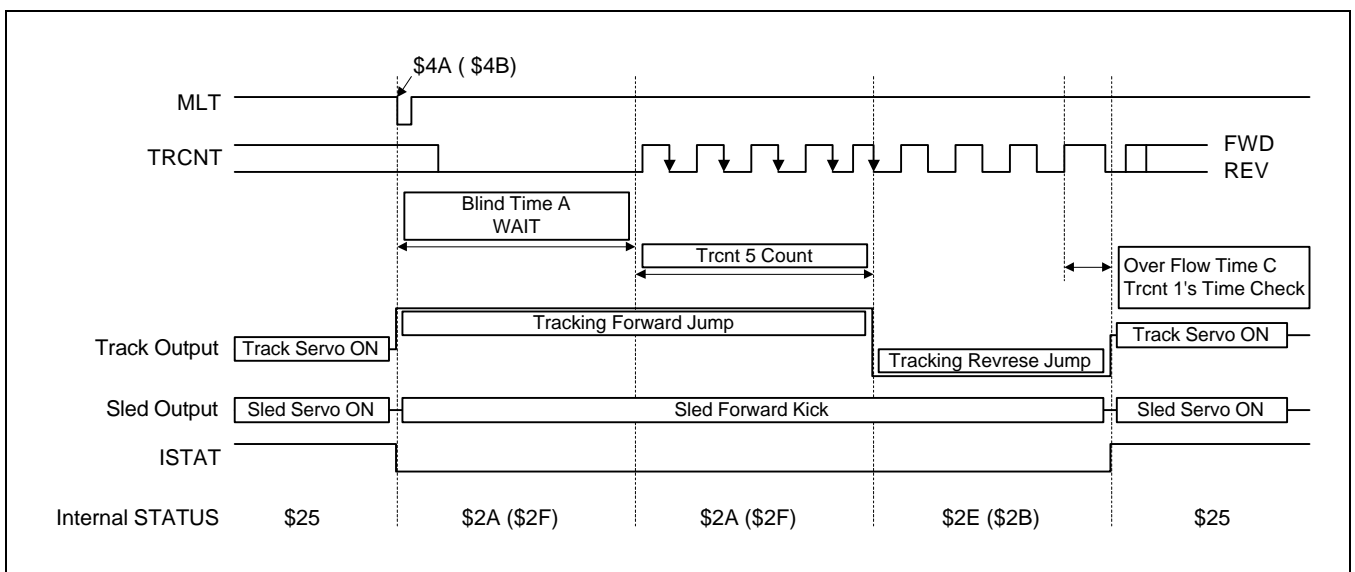 $4A ( $4B)
MLT
TRCNT
FWD
REV
Blind Time A
WAIT
Trcnt 5 Count
Over Flow Time C
Trcnt 1's Time Check
Tracking Forward Jump
Track Output
Track Servo ON
Track Servo ON
Tracking Revrese Jump
Sled Output
Sled Servo ON
Sled Forward Kick
Sled Servo ON
ISTAT
Internal STATUS
$25
$2A ($2F)
$2A ($2F)
$2E ($2B)
$25